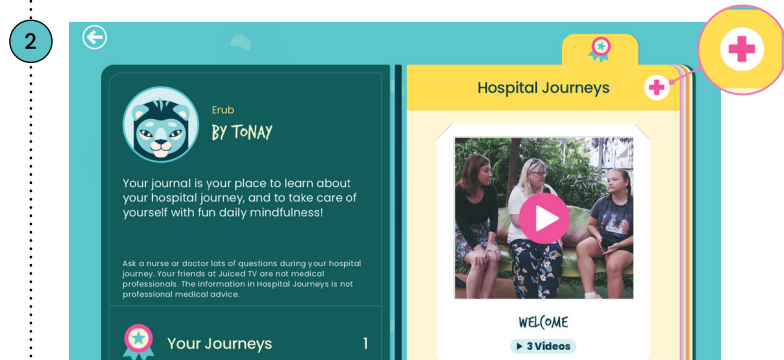 2
Erub
BY TONAY
Your journal is your place to learn about
your hospital journey, and to take care of
yourself with fun daily mindfulness!
Ask a nurse or doctor lots of questions during your hospital
journey. Your friends at Juiced TV are not medical
professionals. The information in Hospital Journeys is not
professional medical advice.
Your Journeys 1
Hospital Journeys
WELCOME
3 Videos